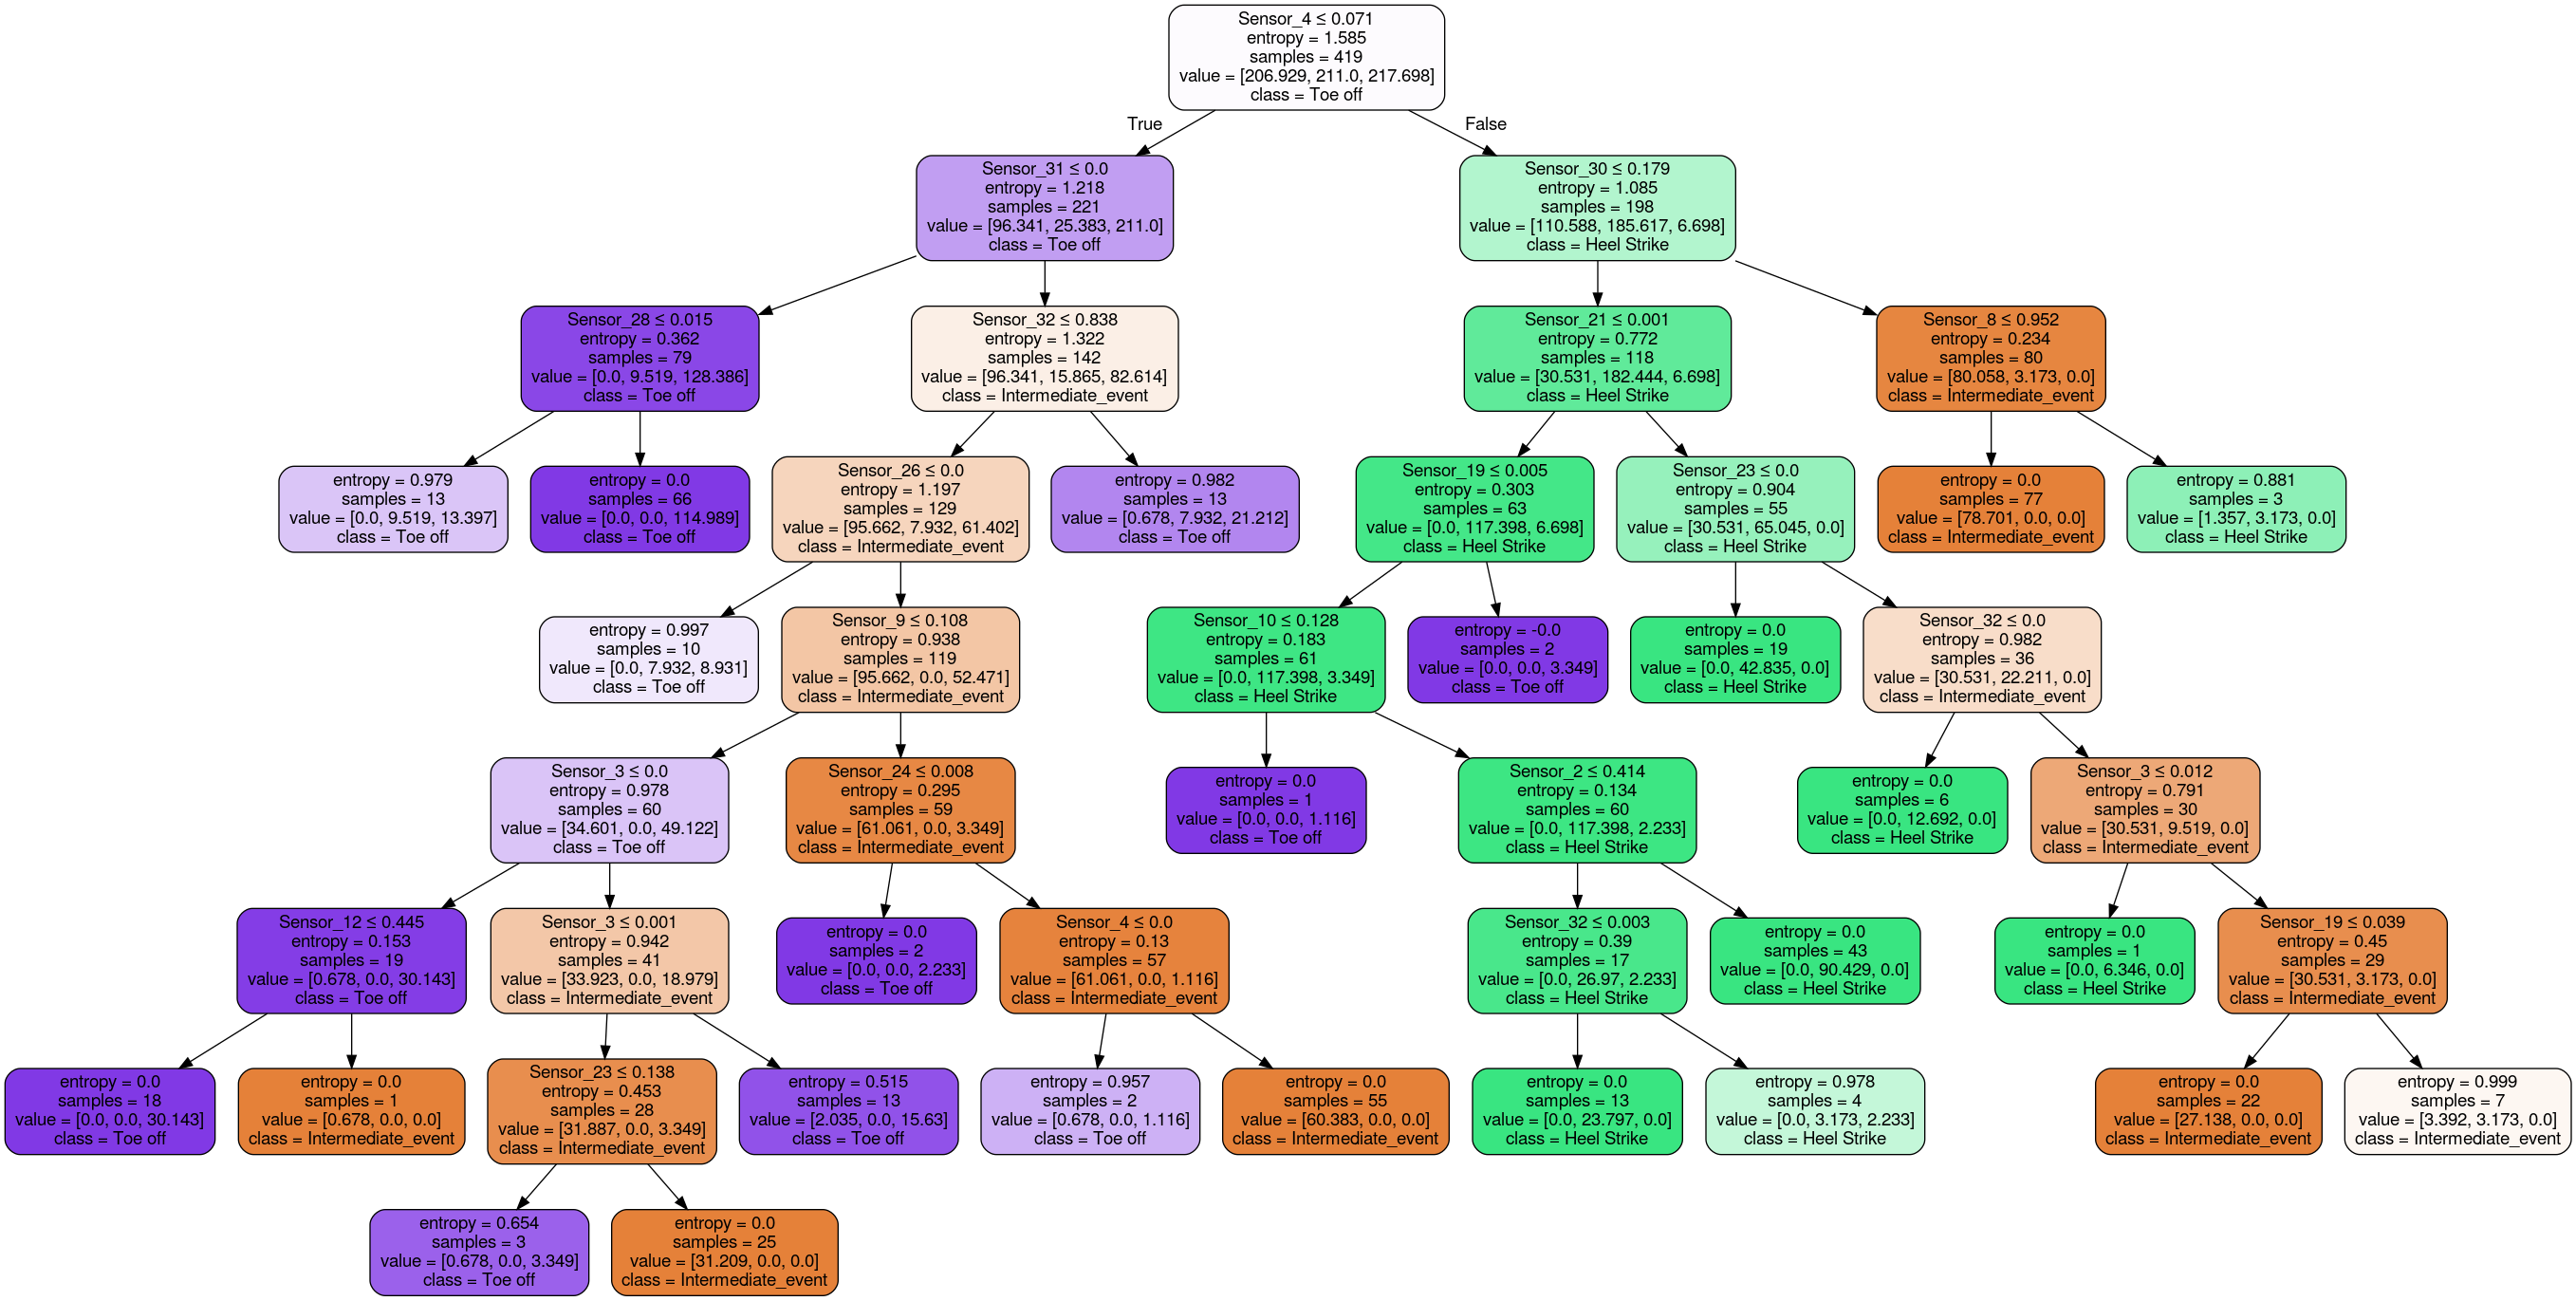 Sensor_4 ≤ 0.071
entropy = 1.585
samples = 419
value = [206.929, 211.0, 217.698]
class = Toe off
True
False
Sensor_31 ≤ 0.0
entropy = 1.218
samples = 221
value = [96.341, 25.383, 211.0]
class = Toe off
Sensor_30 ≤ 0.179
entropy = 1.085
samples = 198
value = [110.588, 185.617, 6.698]
class = Heel Strike
Sensor_28 ≤ 0.015
entropy = 0.362
samples = 79
value = [0.0, 9.519, 128.386]
class = Toe off
Sensor_32 ≤ 0.838
entropy = 1.322
samples = 142
value = [96.341, 15.865, 82.614]
class = Intermediate_event
Sensor_21 ≤ 0.001
entropy = 0.772
samples = 118
value = [30.531, 182.444, 6.698]
class = Heel Strike
Sensor_8 ≤ 0.952
entropy = 0.234
samples = 80
value = [80.058, 3.173, 0.0]
class = Intermediate_event
entropy = 0.979
samples = 13
value = [0.0, 9.519, 13.397]
class = Toe off
entropy = 0.0
samples = 66
value = [0.0, 0.0, 114.989]
class = Toe off
Sensor_26 ≤ 0.0
entropy = 1.197
samples = 129
value = [95.662, 7.932, 61.402]
class = Intermediate_event
entropy = 0.982
samples = 13
value = [0.678, 7.932, 21.212]
class = Toe off
Sensor_19 ≤ 0.005
entropy = 0.303
samples = 63
value = [0.0, 117.398, 6.698]
class = Heel Strike
Sensor_23 ≤ 0.0
entropy = 0.904
samples = 55
value = [30.531, 65.045, 0.0]
class = Heel Strike
entropy = 0.0
samples = 77
value = [78.701, 0.0, 0.0]
class = Intermediate_event
entropy = 0.881
samples = 3
value = [1.357, 3.173, 0.0]
class = Heel Strike
entropy = 0.997
samples = 10
value = [0.0, 7.932, 8.931]
class = Toe off
Sensor_9 ≤ 0.108
entropy = 0.938
samples = 119
value = [95.662, 0.0, 52.471]
class = Intermediate_event
Sensor_10 ≤ 0.128
entropy = 0.183
samples = 61
value = [0.0, 117.398, 3.349]
class = Heel Strike
entropy = -0.0
samples = 2
value = [0.0, 0.0, 3.349]
class = Toe off
entropy = 0.0
samples = 19
value = [0.0, 42.835, 0.0]
class = Heel Strike
Sensor_32 ≤ 0.0
entropy = 0.982
samples = 36
value = [30.531, 22.211, 0.0]
class = Intermediate_event
Sensor_3 ≤ 0.0
entropy = 0.978
samples = 60
value = [34.601, 0.0, 49.122]
class = Toe off
Sensor_24 ≤ 0.008
entropy = 0.295
samples = 59
value = [61.061, 0.0, 3.349]
class = Intermediate_event
entropy = 0.0
samples = 1
value = [0.0, 0.0, 1.116]
class = Toe off
Sensor_2 ≤ 0.414
entropy = 0.134
samples = 60
value = [0.0, 117.398, 2.233]
class = Heel Strike
entropy = 0.0
samples = 6
value = [0.0, 12.692, 0.0]
class = Heel Strike
Sensor_3 ≤ 0.012
entropy = 0.791
samples = 30
value = [30.531, 9.519, 0.0]
class = Intermediate_event
Sensor_12 ≤ 0.445
entropy = 0.153
samples = 19
value = [0.678, 0.0, 30.143]
class = Toe off
Sensor_3 ≤ 0.001
entropy = 0.942
samples = 41
value = [33.923, 0.0, 18.979]
class = Intermediate_event
entropy = 0.0
samples = 2
value = [0.0, 0.0, 2.233]
class = Toe off
Sensor_4 ≤ 0.0
entropy = 0.13
samples = 57
value = [61.061, 0.0, 1.116]
class = Intermediate_event
Sensor_32 ≤ 0.003
entropy = 0.39
samples = 17
value = [0.0, 26.97, 2.233]
class = Heel Strike
entropy = 0.0
samples = 43
value = [0.0, 90.429, 0.0]
class = Heel Strike
entropy = 0.0
samples = 1
value = [0.0, 6.346, 0.0]
class = Heel Strike
Sensor_19 ≤ 0.039
entropy = 0.45
samples = 29
value = [30.531, 3.173, 0.0]
class = Intermediate_event
entropy = 0.0
samples = 18
value = [0.0, 0.0, 30.143]
class = Toe off
entropy = 0.0
samples = 1
value = [0.678, 0.0, 0.0]
class = Intermediate_event
Sensor_23 ≤ 0.138
entropy = 0.453
samples = 28
value = [31.887, 0.0, 3.349]
class = Intermediate_event
entropy = 0.515
samples = 13
value = [2.035, 0.0, 15.63]
class = Toe off
entropy = 0.957
samples = 2
value = [0.678, 0.0, 1.116]
class = Toe off
entropy = 0.0
samples = 55
value = [60.383, 0.0, 0.0]
class = Intermediate_event
entropy = 0.0
samples = 13
value = [0.0, 23.797, 0.0]
class = Heel Strike
entropy = 0.978
samples = 4
value = [0.0, 3.173, 2.233]
class = Heel Strike
entropy = 0.0
samples = 22
value = [27.138, 0.0, 0.0]
class = Intermediate_event
entropy = 0.999
samples = 7
value = [3.392, 3.173, 0.0]
class = Intermediate_event
entropy = 0.654
samples = 3
value = [0.678, 0.0, 3.349]
class = Toe off
entropy = 0.0
samples = 25
value = [31.209, 0.0, 0.0]
class = Intermediate_event